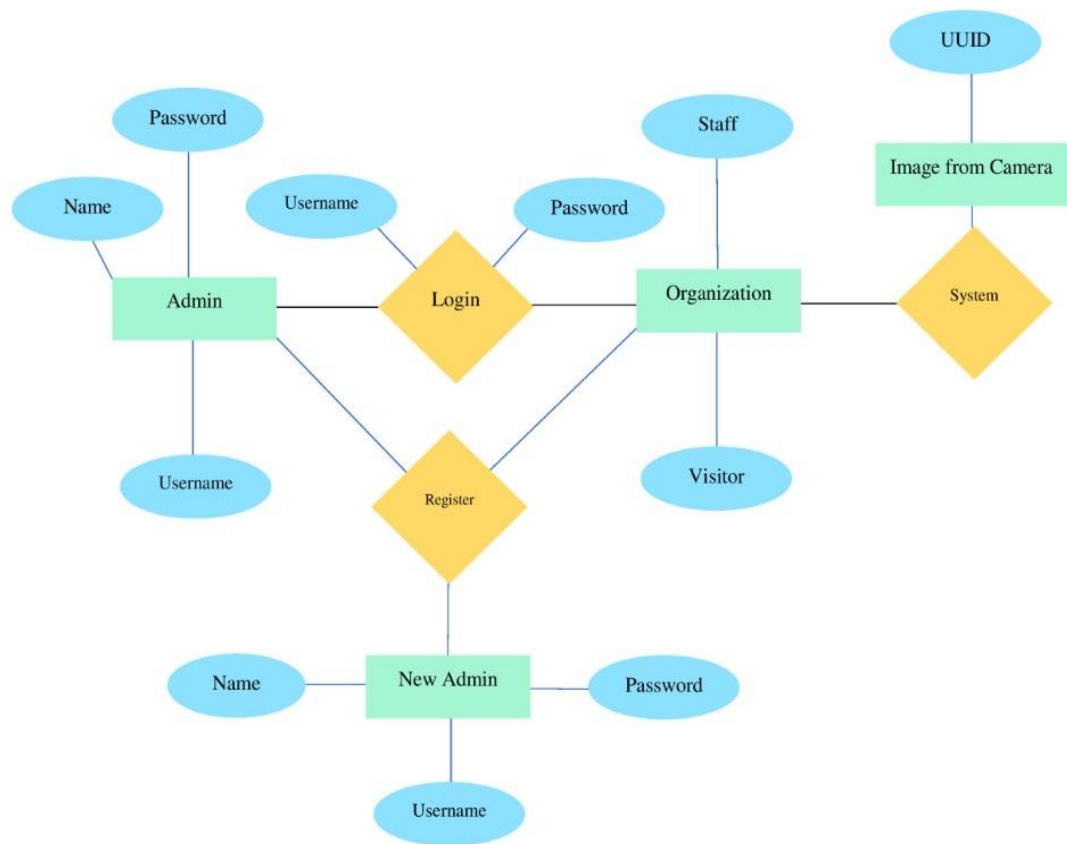 UUID
Password
Staff
Image from Camera
Name
Username
Password
Admin
Login
Organization
System
Username
Visitor
Register
Name
New Admin
Password
Username